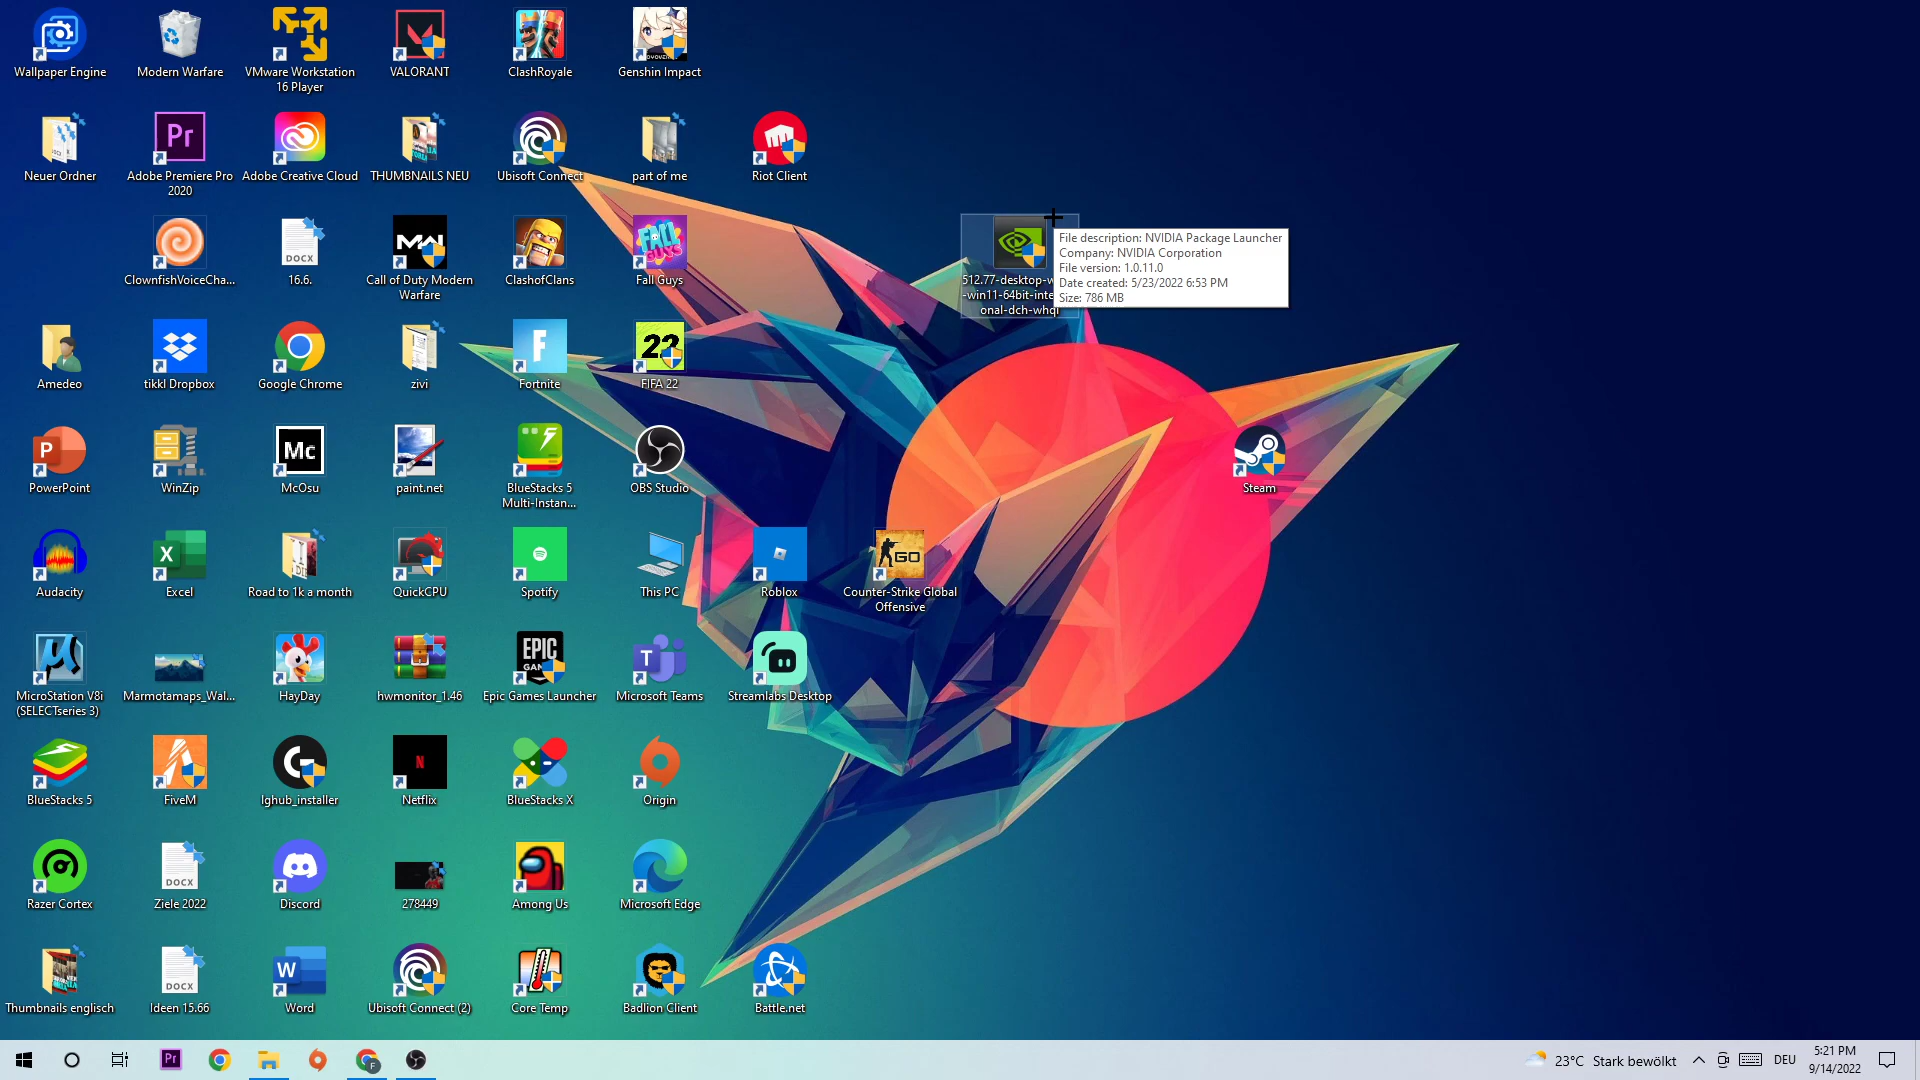 Wallpaper Engine
Modern Warfare
VMware Workstation
16 Player
VALORANT
ClashRoyale
Genshin Impact
Neuer Ordner
Adobe Premiere Pro
2020
Adobe Creative Cloud
THUMBNAILS NEU
Ubisoft Connect
part of me
Riot Client
ClownfishVoiceCha...
16.6.
Call of Duty Modern
Warfare
ClashofClans
Fall Guys
512.77-desktop-w
-win11-64bit-inte
onal-dch-whql
File description: NVIDIA Package Launcher
Company: NVIDIA Corporation
File version: 1.0.11.0
Date created: 5/23/2022 6:53 PM
Size: 786 MB
Amedeo
tikkl Dropbox
Google Chrome
zivi
Fortnite
FIFA 22
PowerPoint
WinZip
McOsu
paint.net
BlueStacks 5
Multi-Instan...
OBS Studio
Steam
Audacity
Excel
Road to 1k a month
QuickCPU
Spotify
This PC
Roblox
Counter-Strike Global
Offensive
MicroStation V8i
(SELECTseries 3)
Marmotamaps_Wal...
HayDay
hwmonitor_1.46
Epic Games Launcher
Microsoft Teams
Streamlabs Desktop
BlueStacks 5
FiveM
lghub_installer
Netflix
BlueStacks X
Origin
Razer Cortex
Ziele 2022
Discord
278449
Among Us
Microsoft Edge
Thumbnails englisch
Ideen 15.66
Word
Ubisoft Connect (2)
Core Temp
Badlion Client
Battle.net
23°C Stark bewölkt
DEU
5:21 PM
9/14/2022